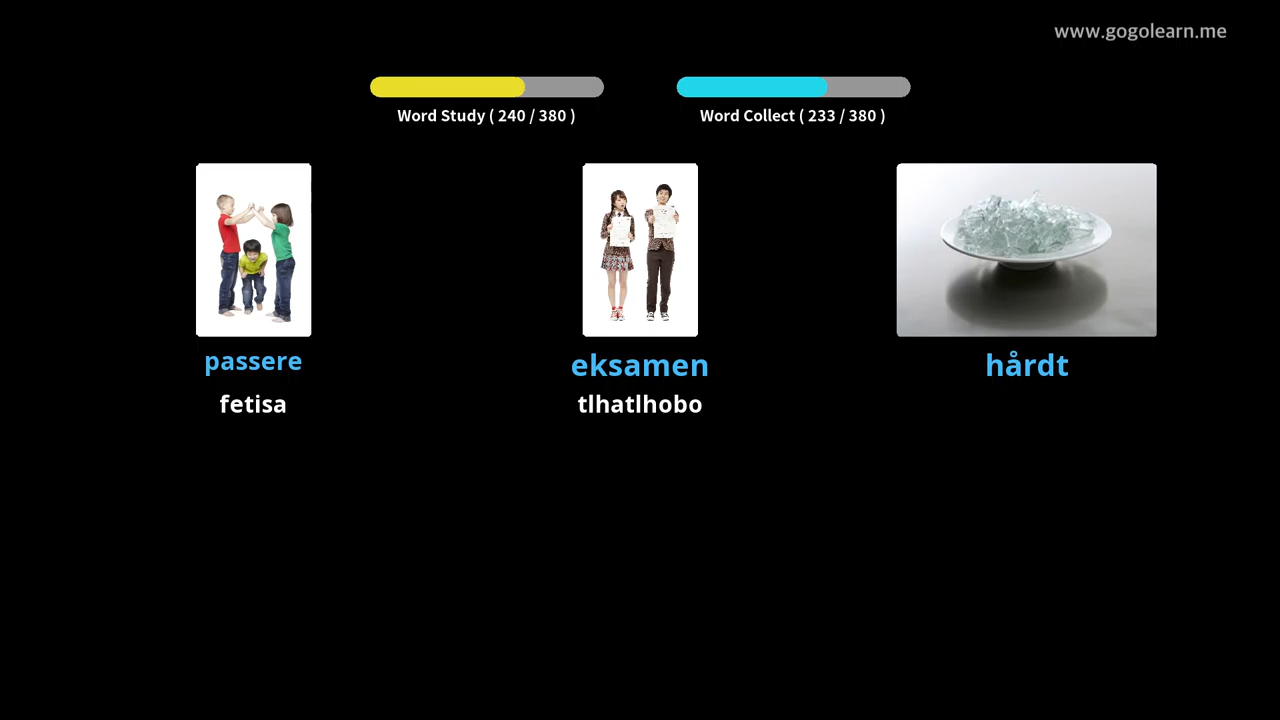 www.gogolearn.me
Word Study ( 240 / 380 )
Word Collect ( 233 / 380 )
passere
eksamen
hårdt
fetisa
tlhatlhobo